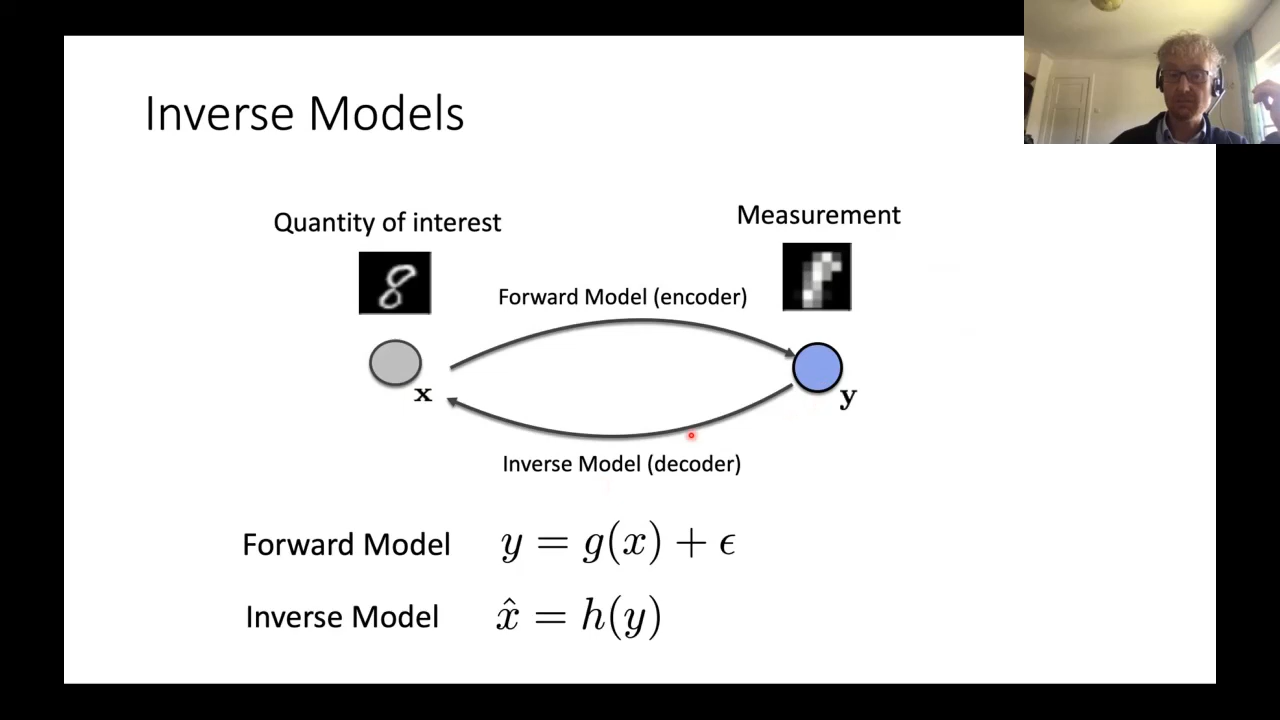 Inverse Models
Quantity of interest
Measurement
Forward Model (encoder)
x
y
Inverse Model (decoder)
Forward Model y = g(x) + ϵ
Inverse Model x̂ = h(y)